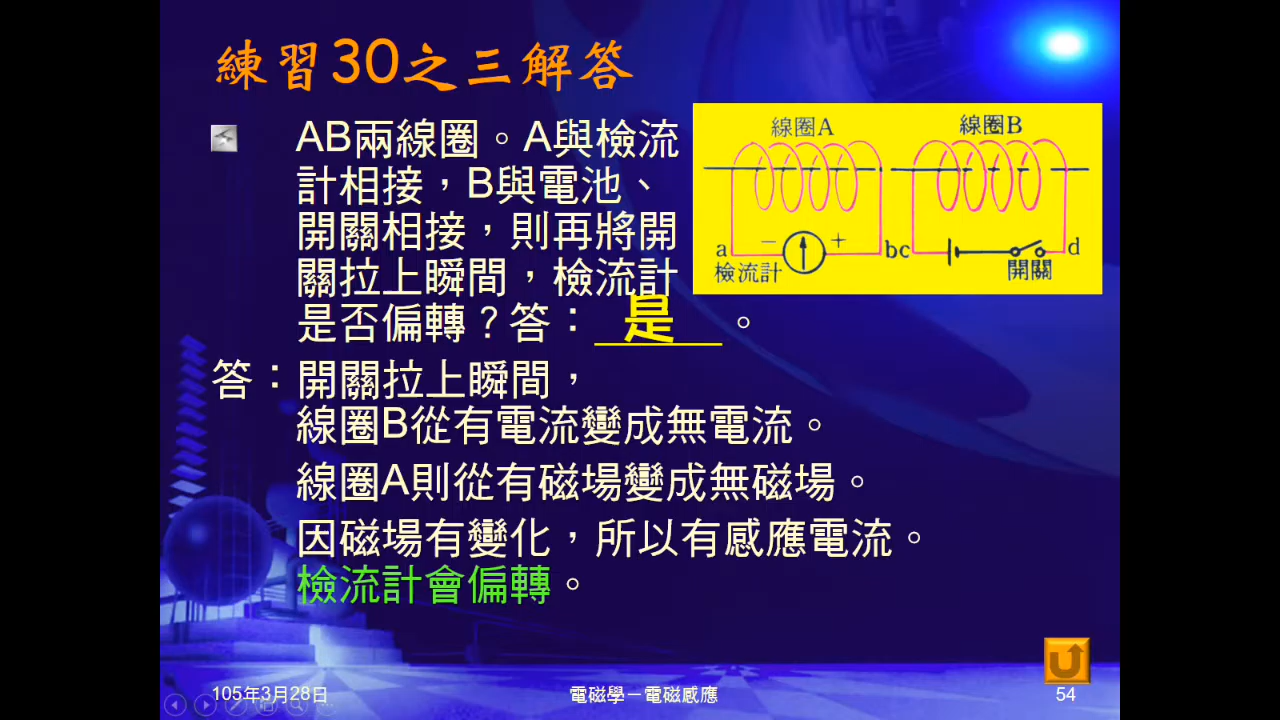 練習30之三解答
AB兩線圈。A與檢流
計相接，B與電池、
開關相接，則再將開
關拉上瞬間，檢流計
是否偏轉？答：是。
線圈A
線圈B
－
+
a
bc
d
檢流計
開關
答：開關拉上瞬間，
線圈B從有電流變成無電流。
線圈A則從有磁場變成無磁場。
因磁場有變化，所以有感應電流。
檢流計會偏轉。
105年3月28日
電磁學－電磁感應
54